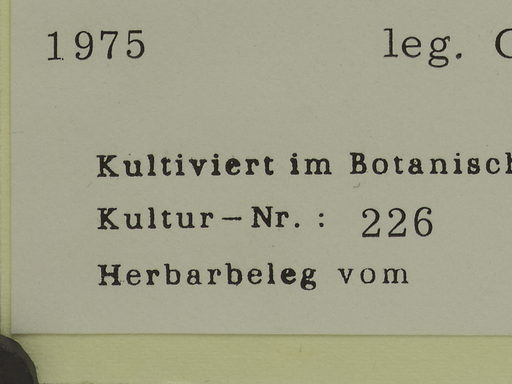 1975 leg.
Kultiviert im Botanisch
Kultur-Nr.: 226
Herbarbeleg vom